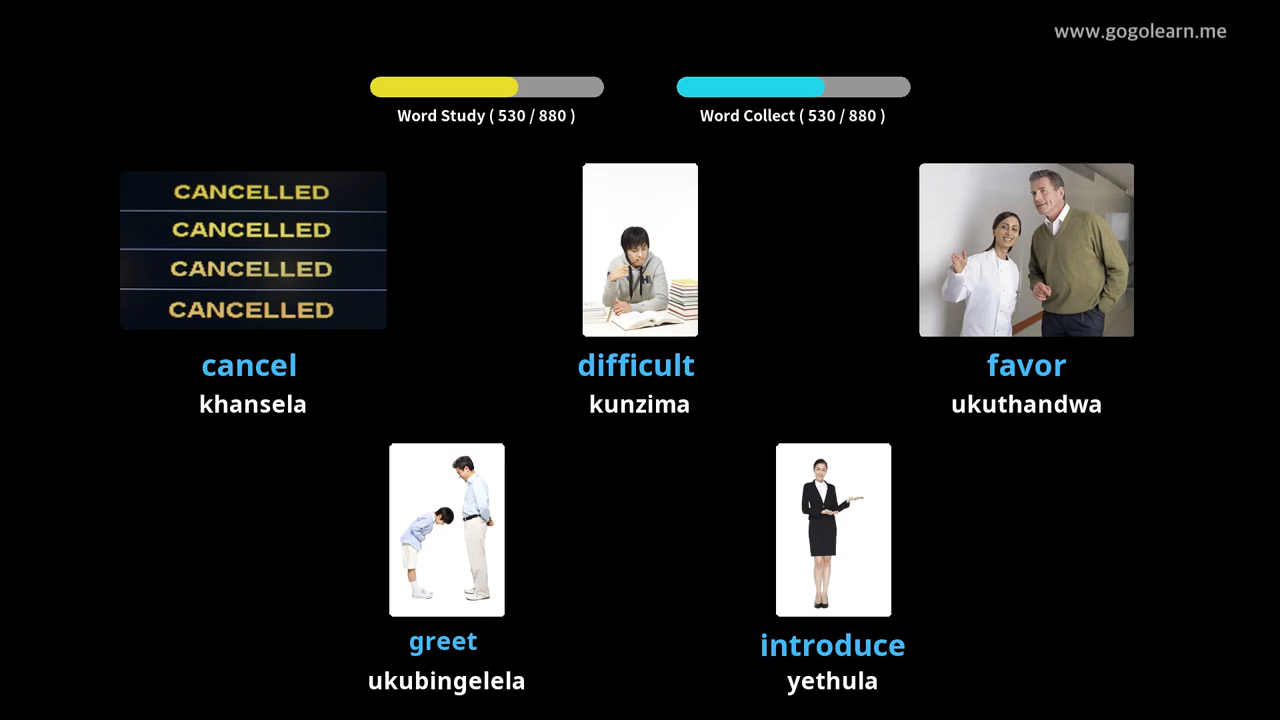 www.gogolearn.me
Word Study ( 530 / 880 )
Word Collect ( 530 / 880 )
CANCELLED
CANCELLED
CANCELLED
CANCELLED
cancel
khansela
difficult
kunzima
favor
ukuthandwa
greet
ukubingelela
introduce
yethula